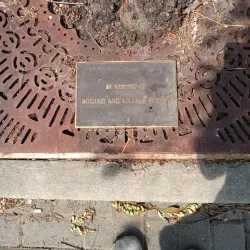 IN MEMORY OF
ROLAND AND LILLIAN